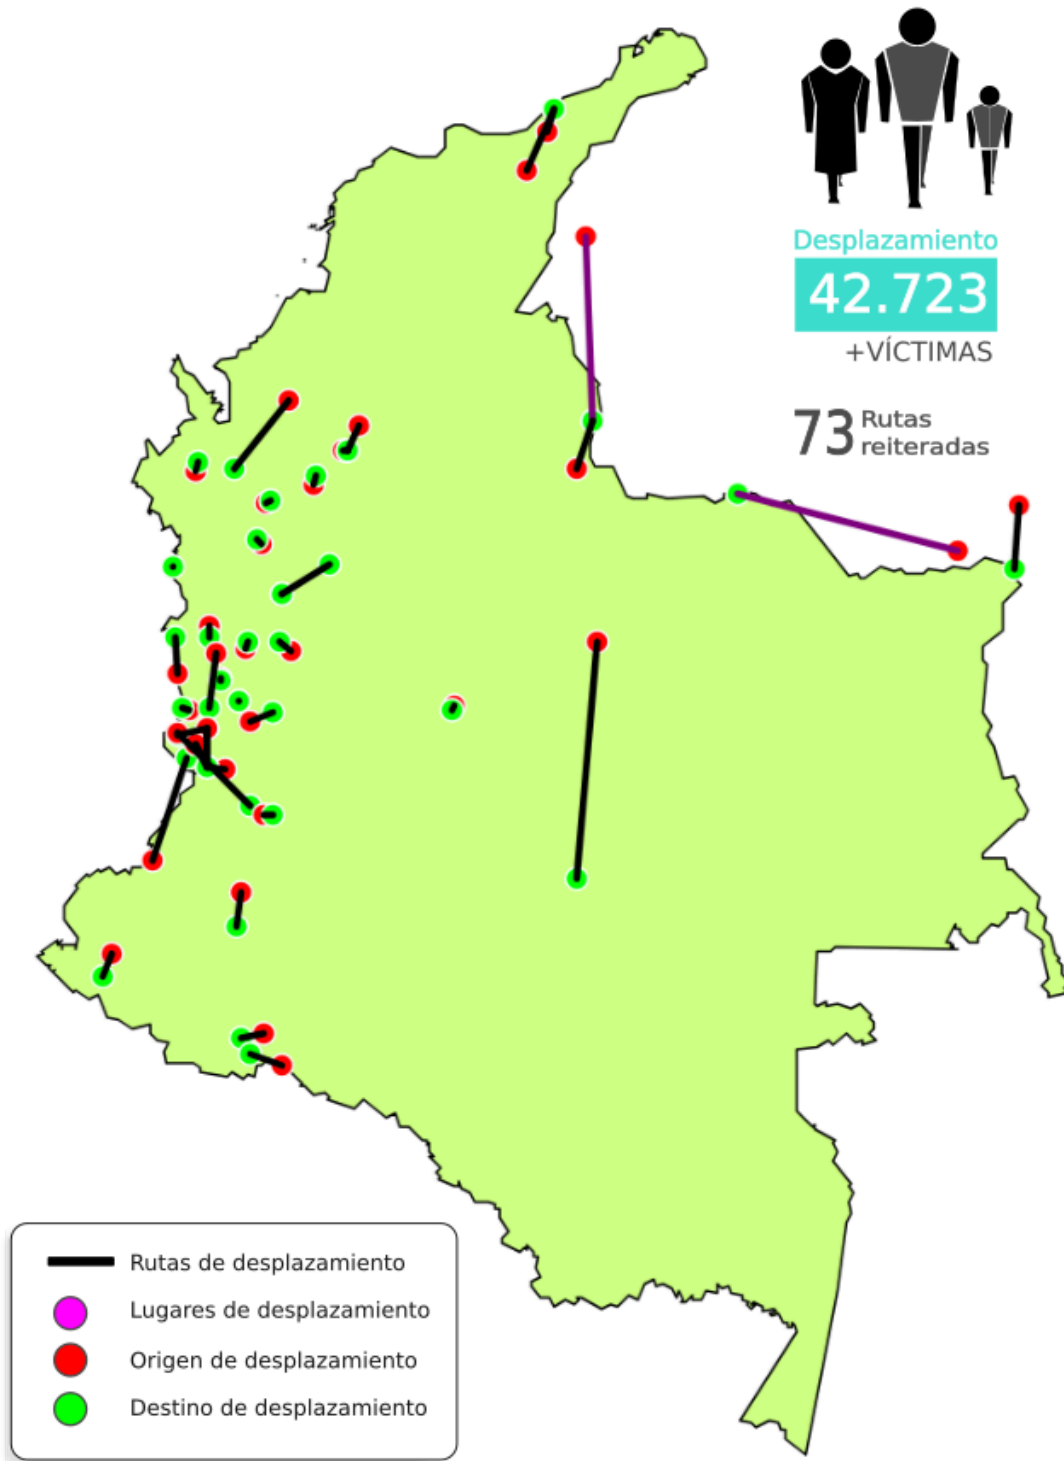 Desplazamiento
42.723
+VÍCTIMAS
73 Rutas
reiteradas
Rutas de desplazamiento
Lugares de desplazamiento
Origen de desplazamiento
Destino de desplazamiento